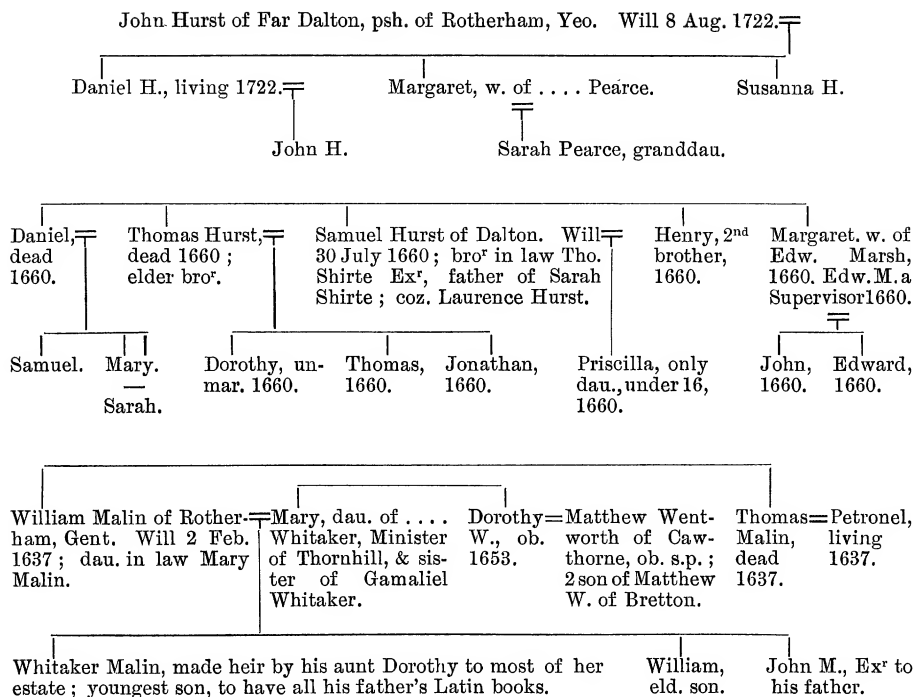 John Hurst of Far Dalton, psh. of Rotherham, Yeo. Will 8 Aug. 1722.
Daniel H., living 1722.
Margaret, w. of .... Pearce.
Susanna H.
John H.
Sarah Pearce, granddau.
Daniel,
dead
1660.
Thomas Hurst,
dead 1660;
elder broʳ.
Samuel Hurst of Dalton. Will
30 July 1660; broʳ in law Tho.
Shirte Exʳ, father of Sarah
Shirte; coz. Laurence Hurst.
Henry, 2ⁿᵈ
brother,
1660.
Margaret. w. of
Edw. Marsh,
1660. Edw. M. a
Supervisor 1660.
Samuel.
Mary.
—
Sarah.
Dorothy, un-
mar. 1660.
Thomas,
1660.
Jonathan,
1660.
Priscilla, only
dau., under 16,
1660.
John,
1660.
Edward,
1660.
William Malin of Rother-
ham, Gent. Will 2 Feb.
1637; dau. in law Mary
Malin.
Mary, dau. of ....
Whitaker, Minister
of Thornhill, & sis-
ter of Gamaliel
Whitaker.
Dorothy
W., ob.
1653.
Matthew Went-
worth of Caw-
thorne, ob. s.p.;
2 son of Matthew
W. of Bretton.
Thomas
Malin,
dead
1637.
Petronel,
living
1637.
Whitaker Malin, made heir by his aunt Dorothy to most of her
estate; youngest son, to have all his father's Latin books.
William,
eld. son.
John M., Exʳ to
his father.